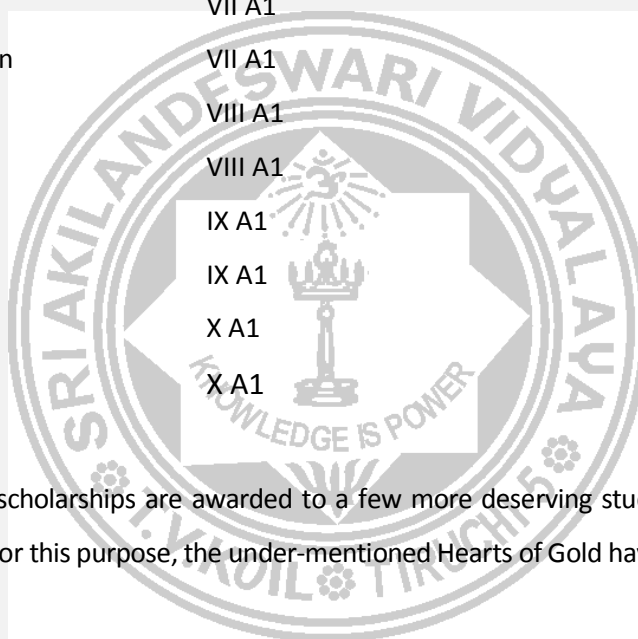 VII A1
n VII A1
VIII A1
VIII A1
IX A1
IX A1
X A1
X A1
scholarships are awarded to a few more deserving stu
or this purpose, the under-mentioned Hearts of Gold hav
SRI AKILANDESWARI VIDYALAYA
ॐ
KNOWLEDGE IS POWER
T.V.KOIL TIRUCHI 5